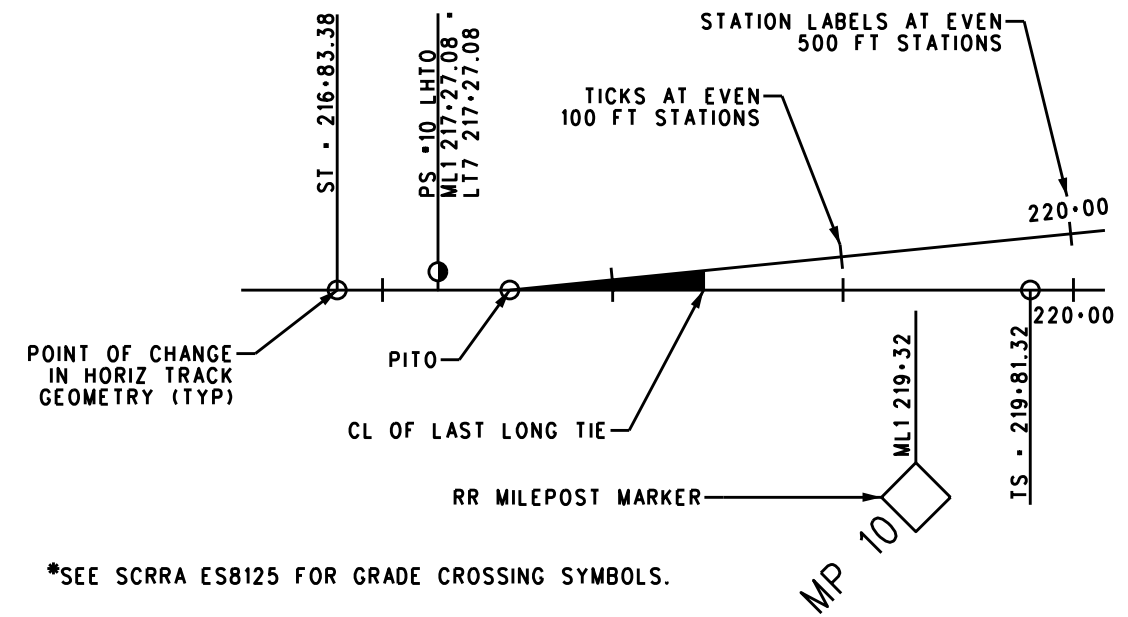 ST ▪ 216•83.38
PS ▪10 LHTO
ML1 217•27.08 ▪
LT7 217•27.08
STATION LABELS AT EVEN
500 FT STATIONS
TICKS AT EVEN
100 FT STATIONS
220•00
220•00
POINT OF CHANGE
IN HORIZ TRACK
GEOMETRY (TYP)
PITO
CL OF LAST LONG TIE
ML1 219•32
TS ▪ 219•81.32
RR MILEPOST MARKER
MP 10
*SEE SCRRA ES8125 FOR GRADE CROSSING SYMBOLS.